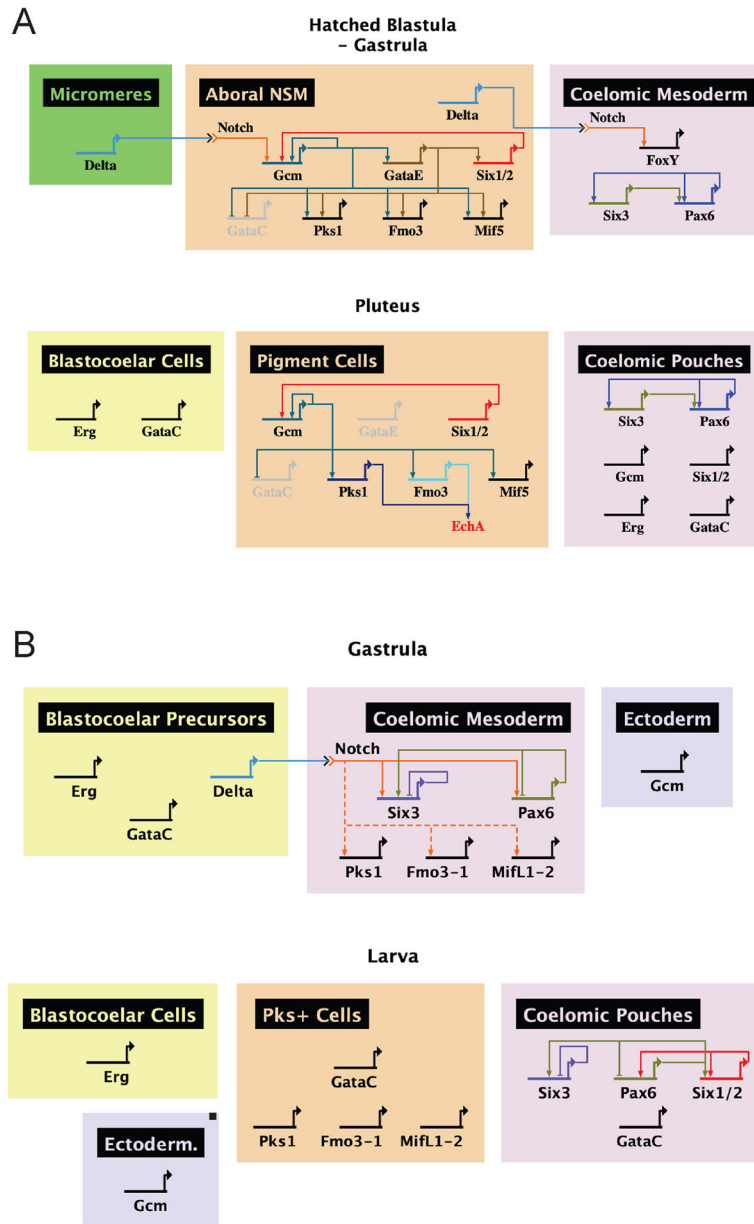 A
Hatched Blastula
– Gastrula
Micromeres
Aboral NSM
Coelomic Mesoderm
Delta
Notch
Delta
Notch
FoxY
Gcm
GataE
Six1/2
Six3
Pax6
GataC
Pks1
Fmo3
Mif5
Pluteus
Blastocoelar Cells
Pigment Cells
Coelomic Pouches
Erg
GataC
Gcm
GataE
Six1/2
Six3
Pax6
GataC
Pks1
Fmo3
Mif5
Gcm
Six1/2
EchA
Erg
GataC
B
Gastrula
Blastocoelar Precursors
Coelomic Mesoderm
Ectoderm
Notch
Erg
Delta
Gcm
GataC
Six3
Pax6
Pks1
Fmo3-1
MifL1-2
Larva
Blastocoelar Cells
Pks+ Cells
Coelomic Pouches
Erg
GataC
Six3
Pax6
Six1/2
Ectoderm.
Pks1
Fmo3-1
MifL1-2
GataC
Gcm